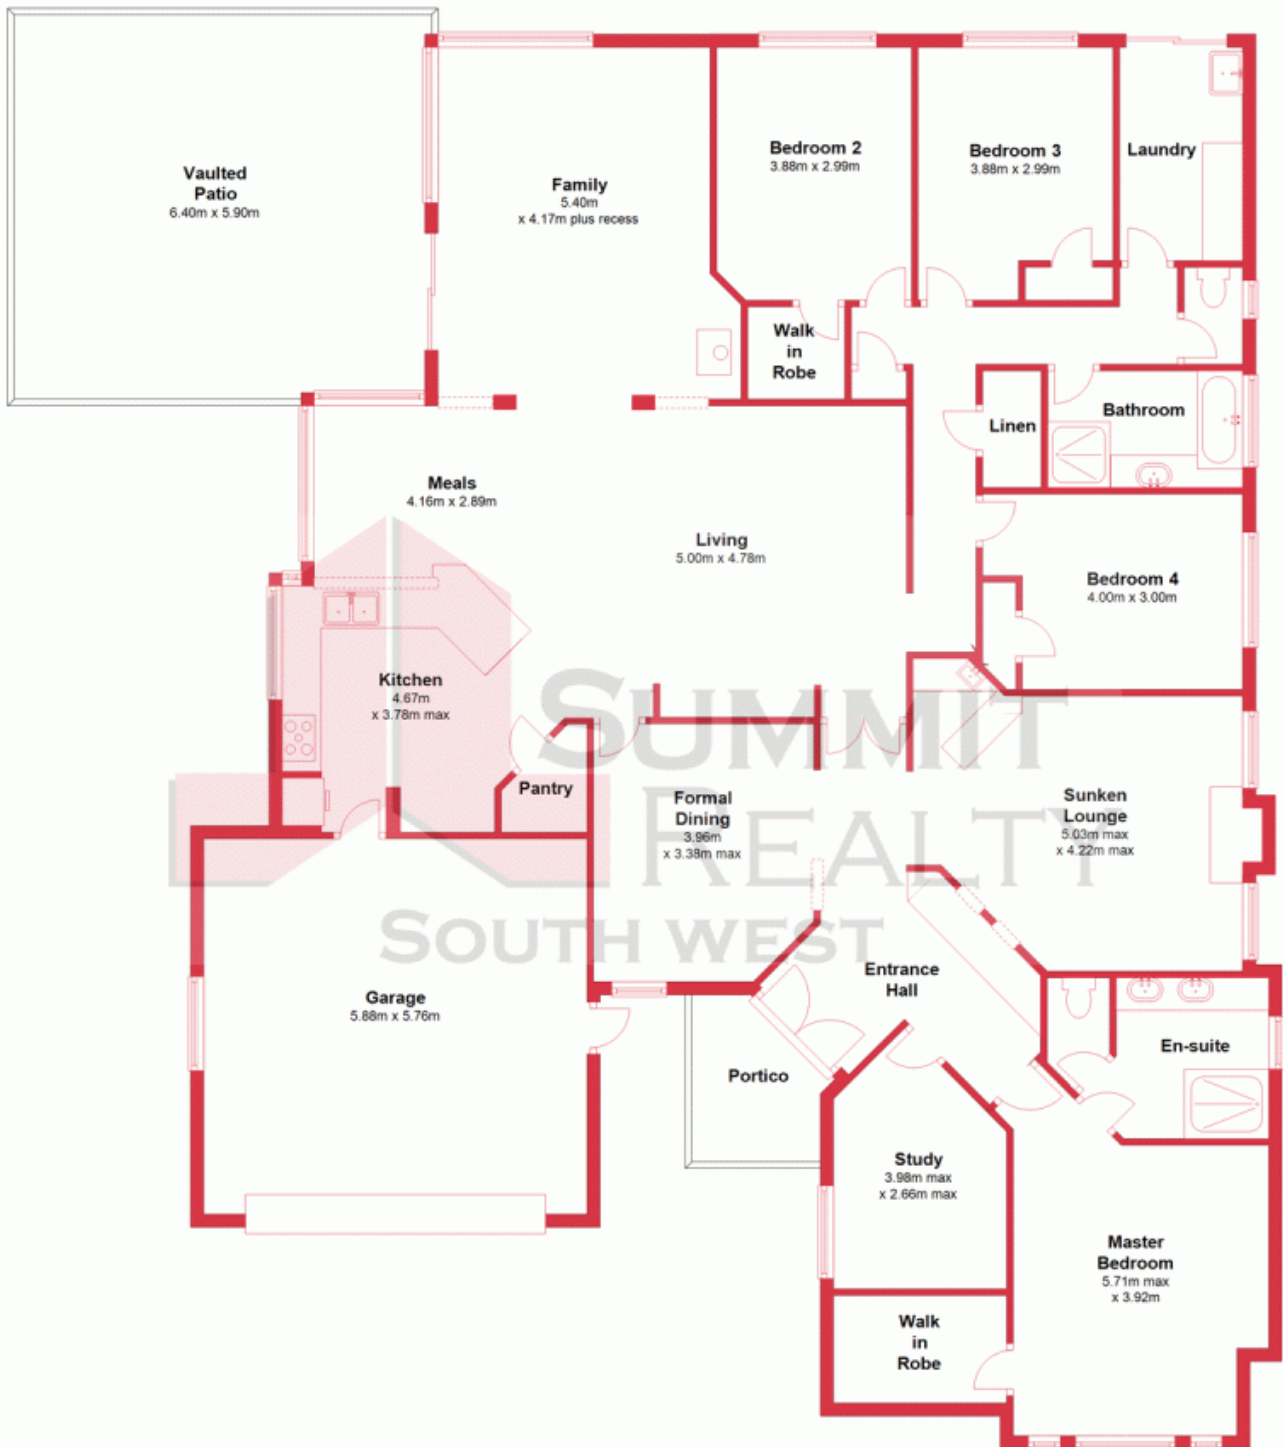 Vaulted
Patio
6.40m x 5.90m
Family
5.40m
x 4.17m plus recess
Bedroom 2
3.88m x 2.99m
Bedroom 3
3.88m x 2.99m
Laundry
Walk
in
Robe
Linen
Bathroom
Meals
4.16m x 2.89m
Living
5.00m x 4.78m
Bedroom 4
4.00m x 3.00m
Kitchen
4.67m
x 3.78m max
Pantry
Formal
Dining
3.96m
x 3.38m max
Sunken
Lounge
5.03m max
x 4.22m max
SUMMIT
REALTY
SOUTH WEST
Entrance
Hall
Garage
5.88m x 5.76m
Portico
En-suite
Study
3.98m max
x 2.66m max
Master
Bedroom
5.71m max
x 3.92m
Walk
in
Robe